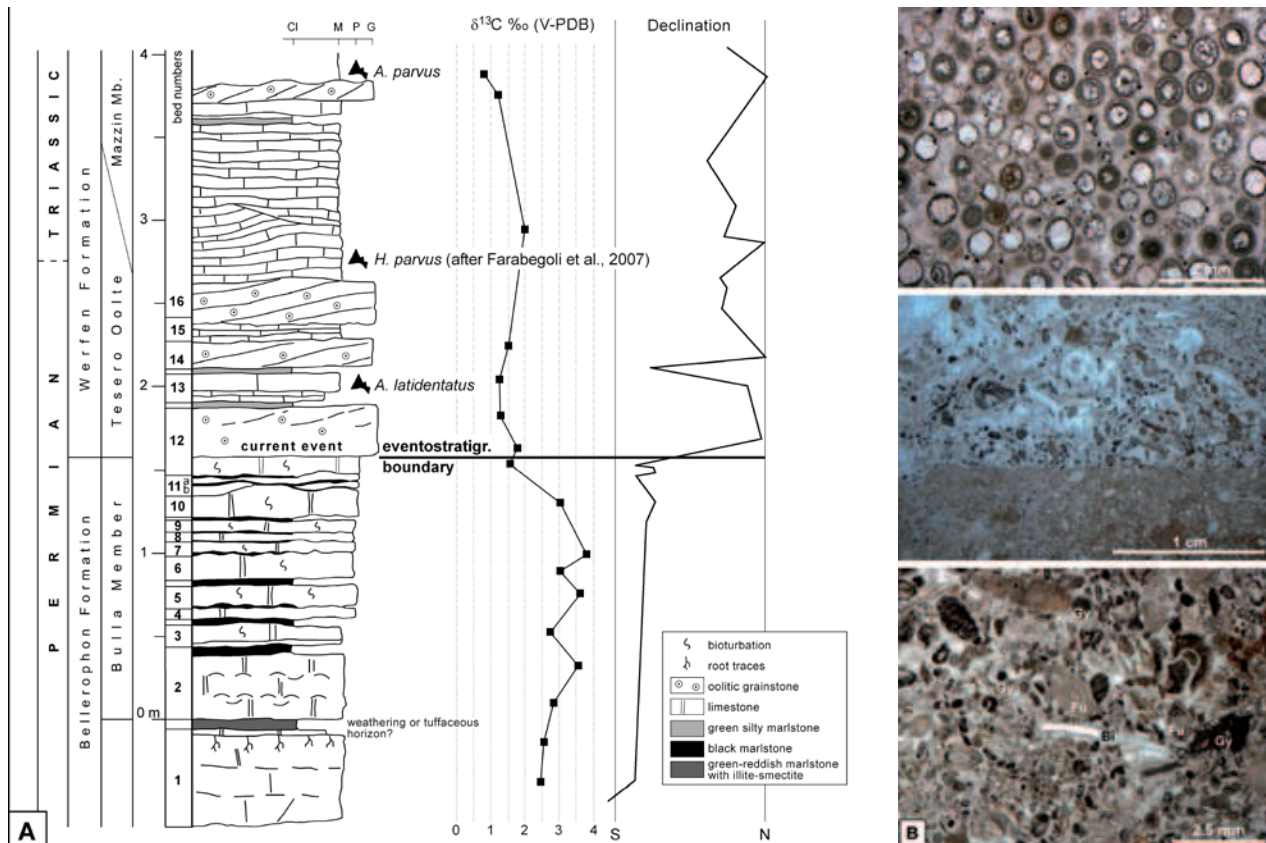 Cl M P G
δ13C ‰ (V-PDB)
Declination
TRIASSIC
PERMIAN
Werfen Formation
Bellerophon Formation
Mazzin Mb.
Tesero Oolte
Bulla Member
bed numbers
4
3
2
1
0 m
16
15
14
13
12
11 a
b
10
9
8
7
6
5
4
3
2
1
A. parvus
H. parvus (after Farabegoli et al., 2007)
A. latidentatus
current event
eventostratigr.
boundary
weathering or tuffaceous
horizon?
bioturbation
root traces
oolitic grainstone
limestone
green silty marlstone
black marlstone
green-reddish marlstone
with illite-smectite
0 1 2 3 4
S N
A
1 cm
Gy
Fu
Bi
Gy
2.5 mm
B